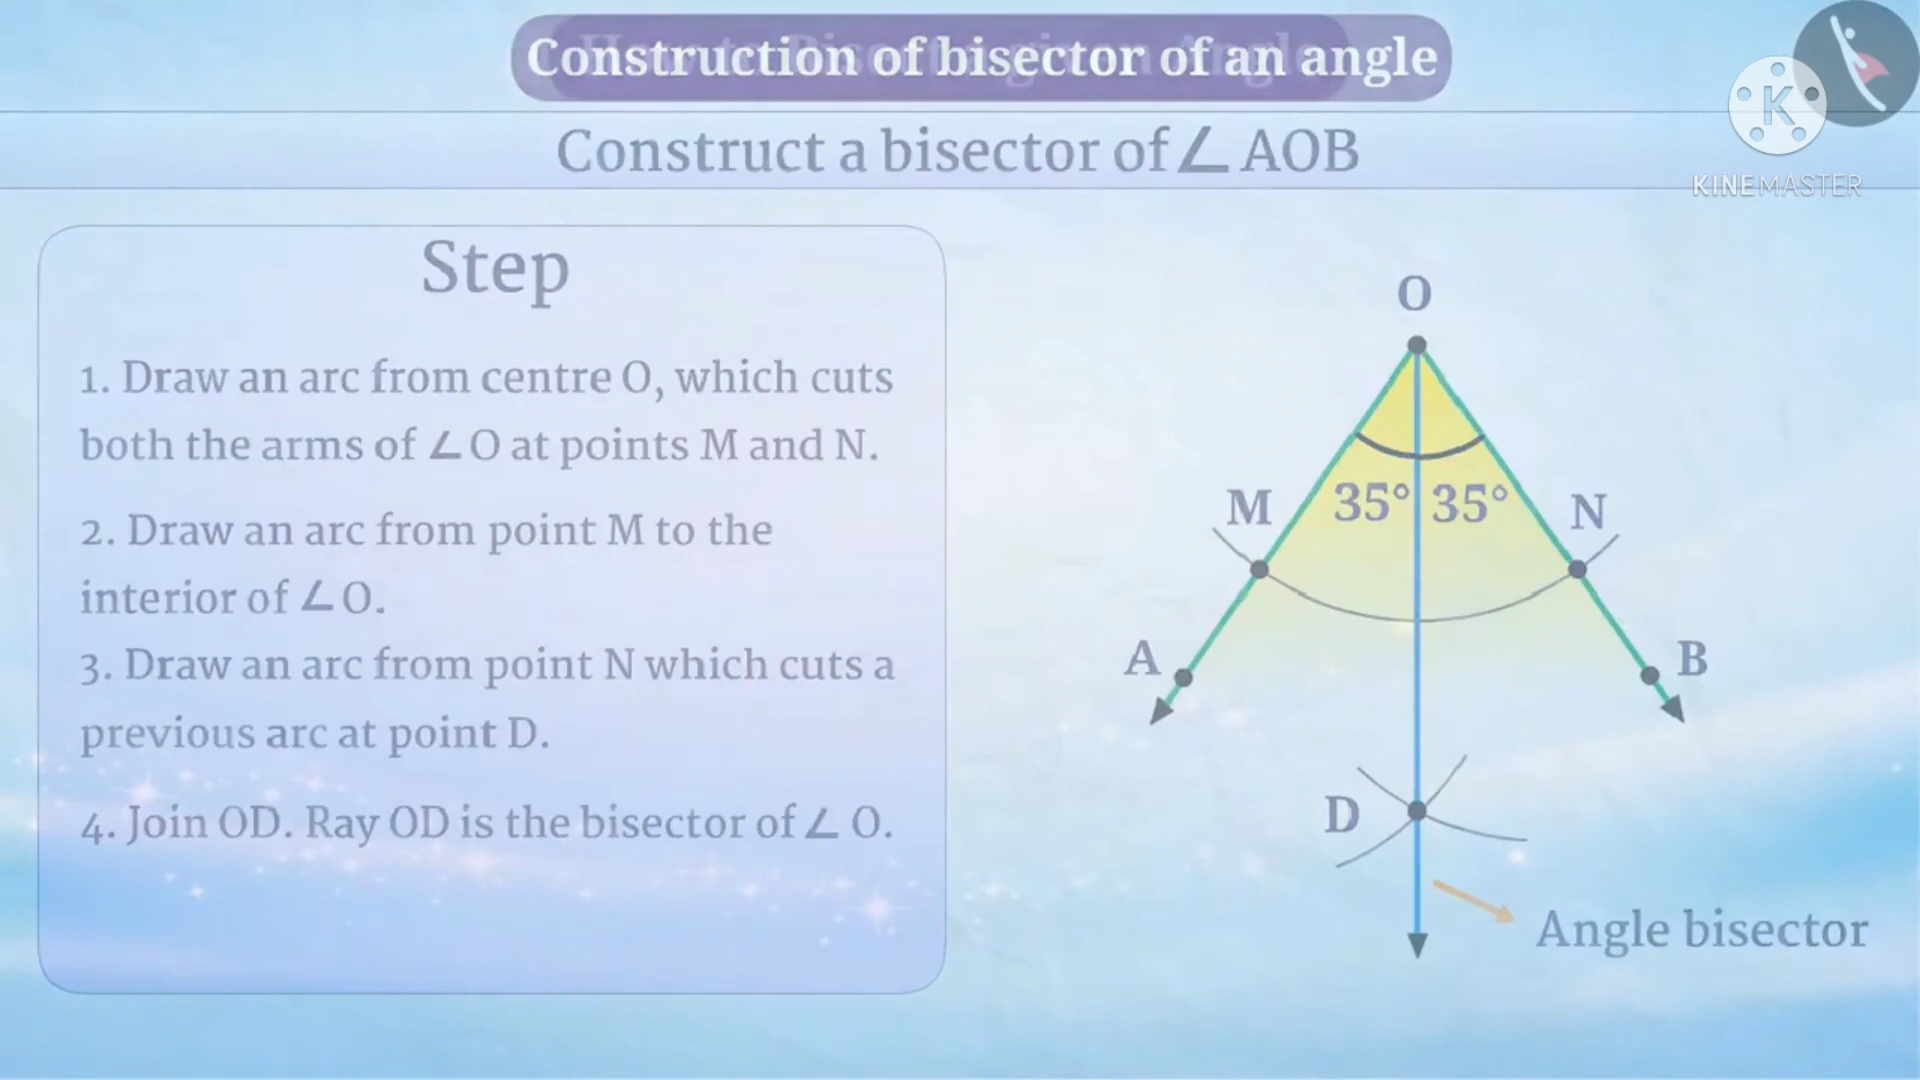 Construction of bisector of an angle
Construct a bisector of ∠ AOB
KINEMASTER
K
Step
1. Draw an arc from centre O, which cuts
both the arms of ∠O at points M and N.
2. Draw an arc from point M to the
interior of ∠O.
3. Draw an arc from point N which cuts a
previous arc at point D.
4. Join OD. Ray OD is the bisector of ∠ O.
O
M 35° 35° N
A B
D
Angle bisector